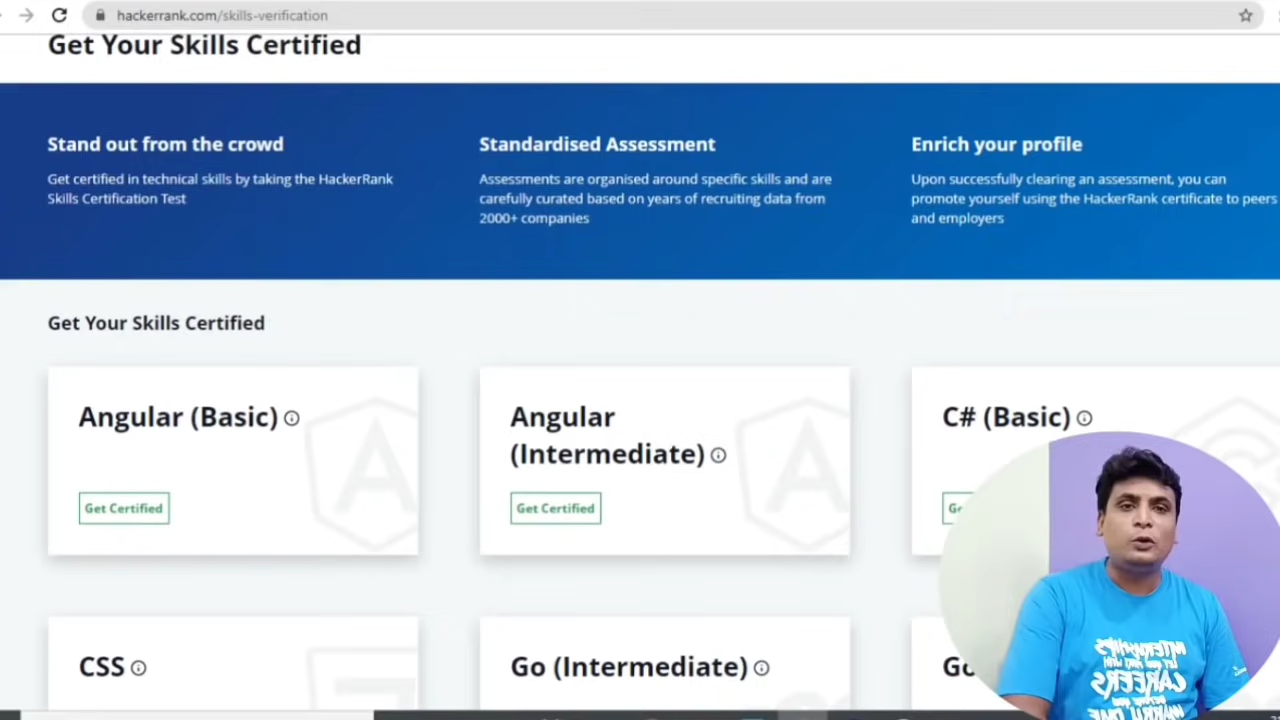 hackerrank.com/skills-verification
Get Your Skills Certified
Stand out from the crowd
Get certified in technical skills by taking the HackerRank
Skills Certification Test
Standardised Assessment
Assessments are organised around specific skills and are
carefully curated based on years of recruiting data from
2000+ companies
Enrich your profile
Upon successfully clearing an assessment, you can
promote yourself using the HackerRank certificate to peers
and employers
Get Your Skills Certified
Angular (Basic)
Get Certified
Angular
(Intermediate)
Get Certified
C# (Basic)
CSS
Go (Intermediate)
INTERNSHIPS
CAREERS